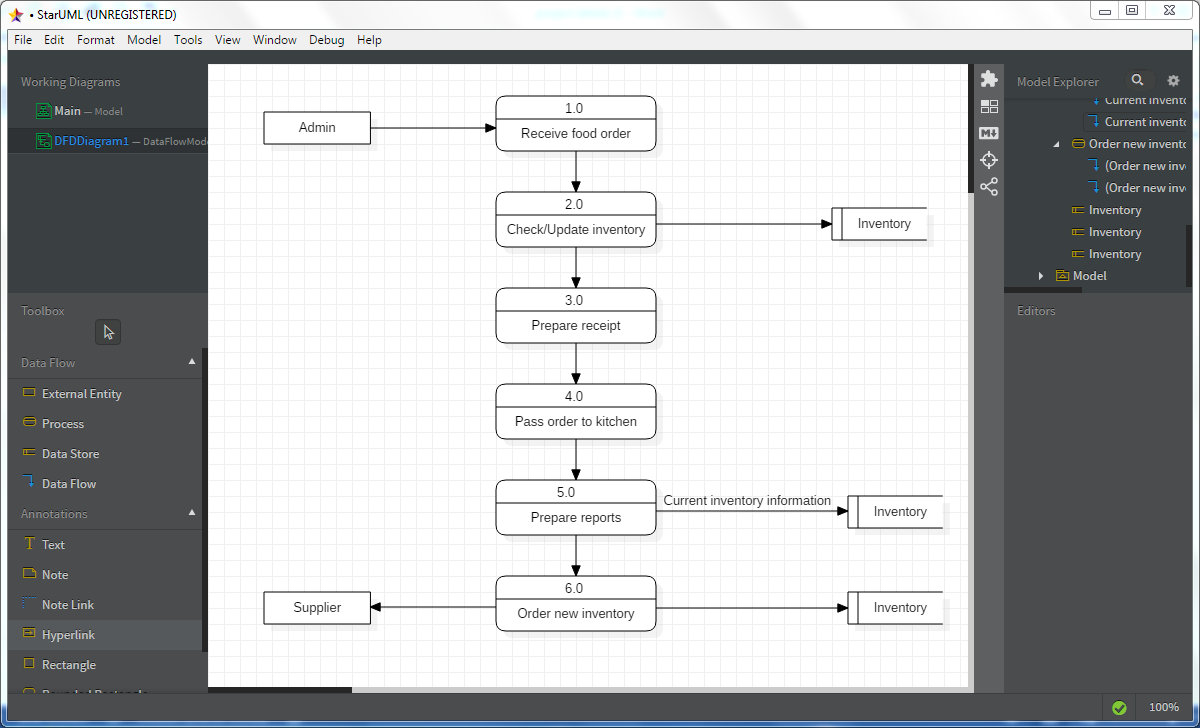 • StarUML (UNREGISTERED)
File Edit Format Model Tools View Window Debug Help
Working Diagrams
Main — Model
DFDDiagram1 — DataFlowMod
Toolbox
Data Flow
External Entity
Process
Data Store
Data Flow
Annotations
Text
Note
Note Link
Hyperlink
Rectangle
Admin
1.0
Receive food order
2.0
Check/Update inventory
Inventory
3.0
Prepare receipt
4.0
Pass order to kitchen
5.0
Prepare reports
Current inventory information
Inventory
Supplier
6.0
Order new inventory
Inventory
Model Explorer
Current invento
Current invento
Order new invento
(Order new inv
(Order new inv
Inventory
Inventory
Inventory
Model
Editors
100%